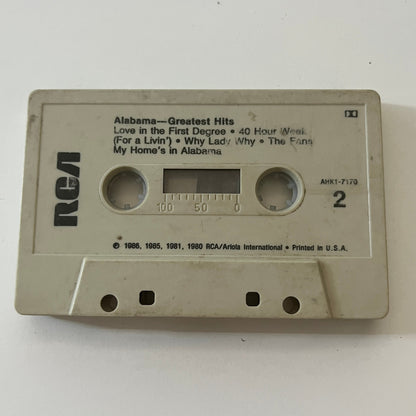 Alabama—Greatest Hits
Love in the First Degree • 40 Hour Week
(For a Livin') • Why Lady Why • The Fans
My Home's in Alabama
RCA
AHK1-7170
2
100 50 0
℗ 1986, 1985, 1981, 1980 RCA/Ariola International • Printed in U.S.A.